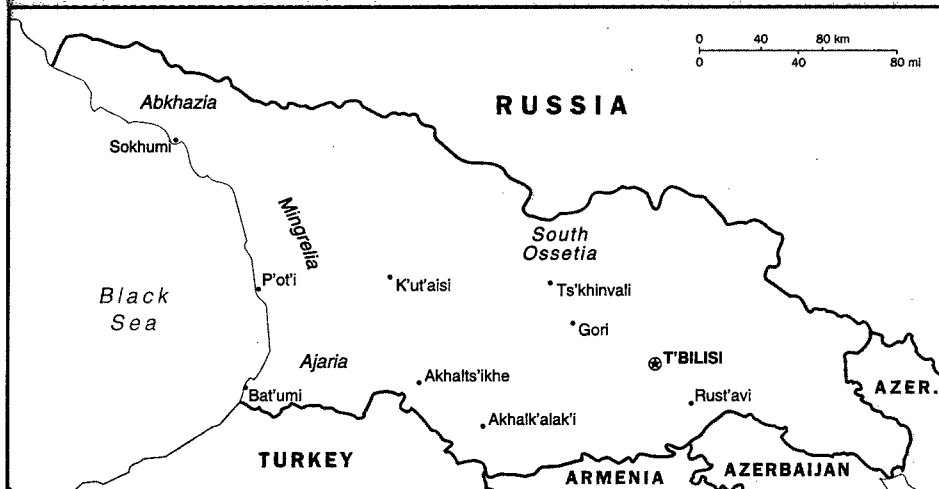 0 40 80 km
0 40 80 mi
RUSSIA
Abkhazia
Sokhumi
Mingrelia
South
Ossetia
P'ot'i
K'ut'aisi
Ts'khinvali
Black
Sea
Gori
Ajaria
T'BILISI
Akhalts'ikhe
AZER.
Bat'umi
Rust'avi
Akhalk'alak'i
TURKEY
ARMENIA
AZERBAIJAN